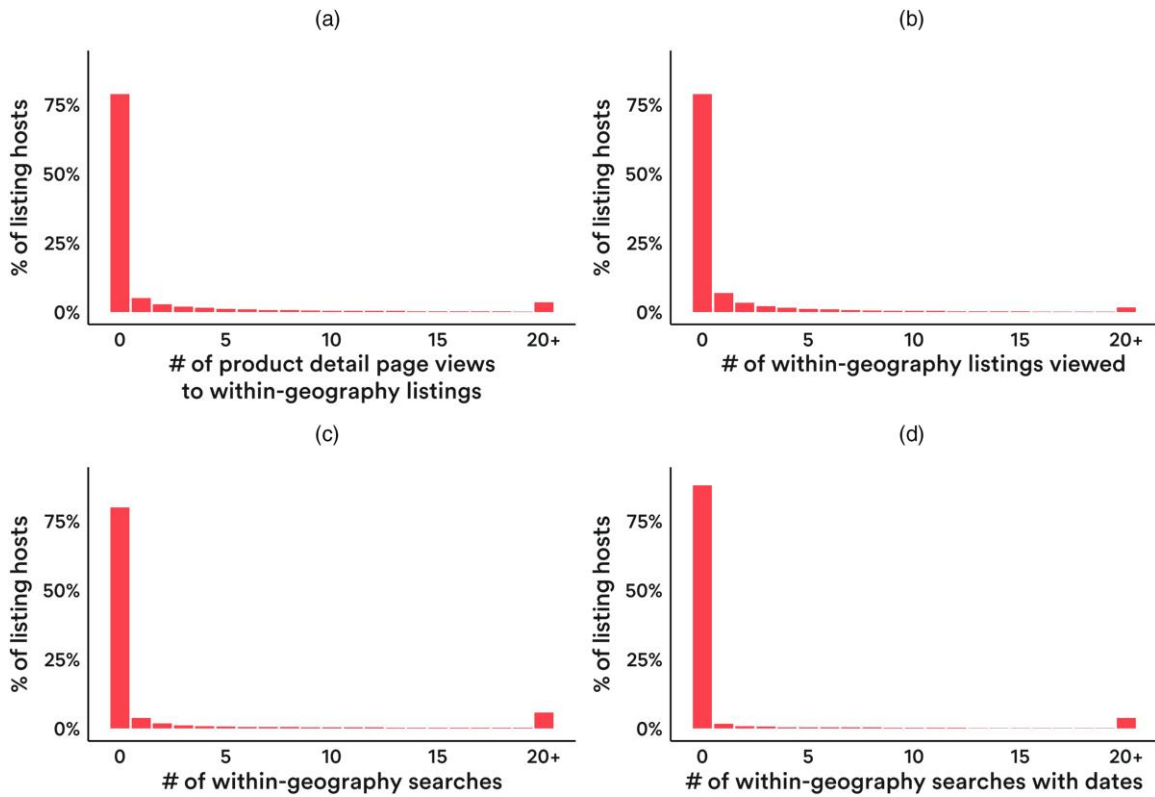 (a)
% of listing hosts
75%
50%
25%
0%
0 5 10 15 20+
# of product detail page views
to within-geography listings
(b)
% of listing hosts
75%
50%
25%
0%
0 5 10 15 20+
# of within-geography listings viewed
(c)
% of listing hosts
75%
50%
25%
0%
0 5 10 15 20+
# of within-geography searches
(d)
% of listing hosts
75%
50%
25%
0%
0 5 10 15 20+
# of within-geography searches with dates